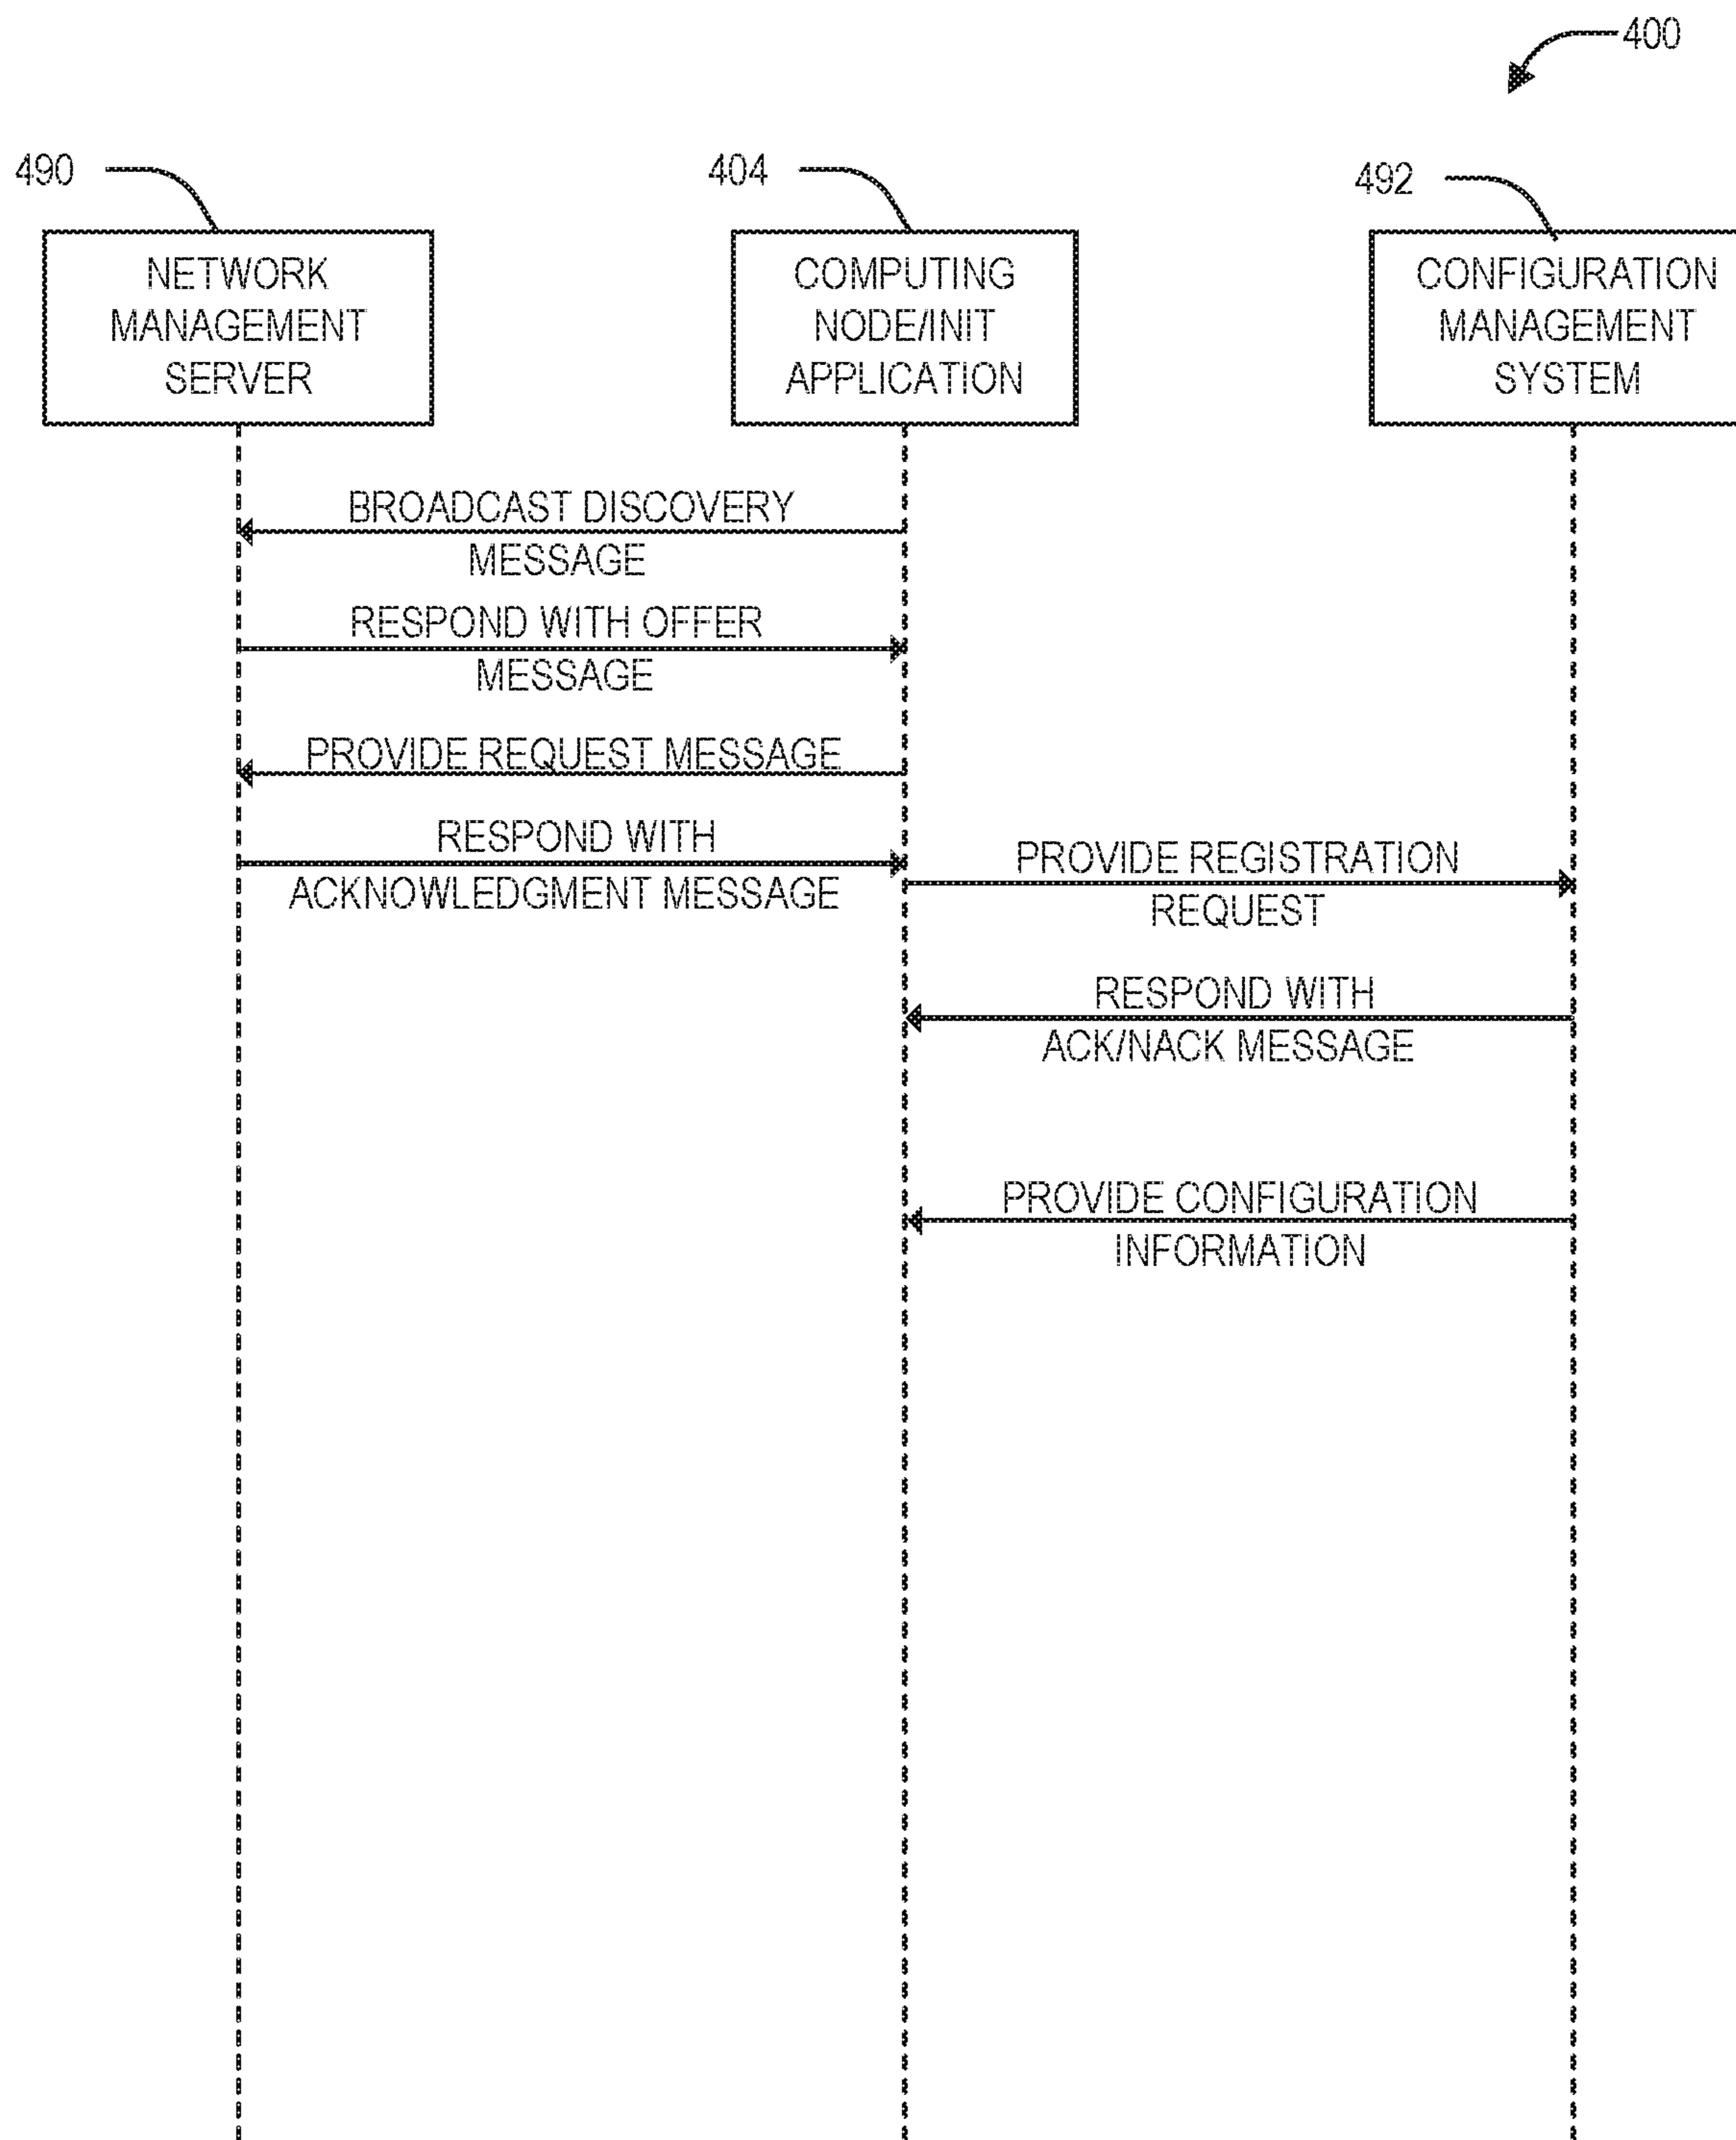 400
490
404
492
NETWORK
MANAGEMENT
SERVER
COMPUTING
NODE/INIT
APPLICATION
CONFIGURATION
MANAGEMENT
SYSTEM
BROADCAST DISCOVERY
MESSAGE
RESPOND WITH OFFER
MESSAGE
PROVIDE REQUEST MESSAGE
RESPOND WITH
ACKNOWLEDGMENT MESSAGE
PROVIDE REGISTRATION
REQUEST
RESPOND WITH
ACK/NACK MESSAGE
PROVIDE CONFIGURATION
INFORMATION